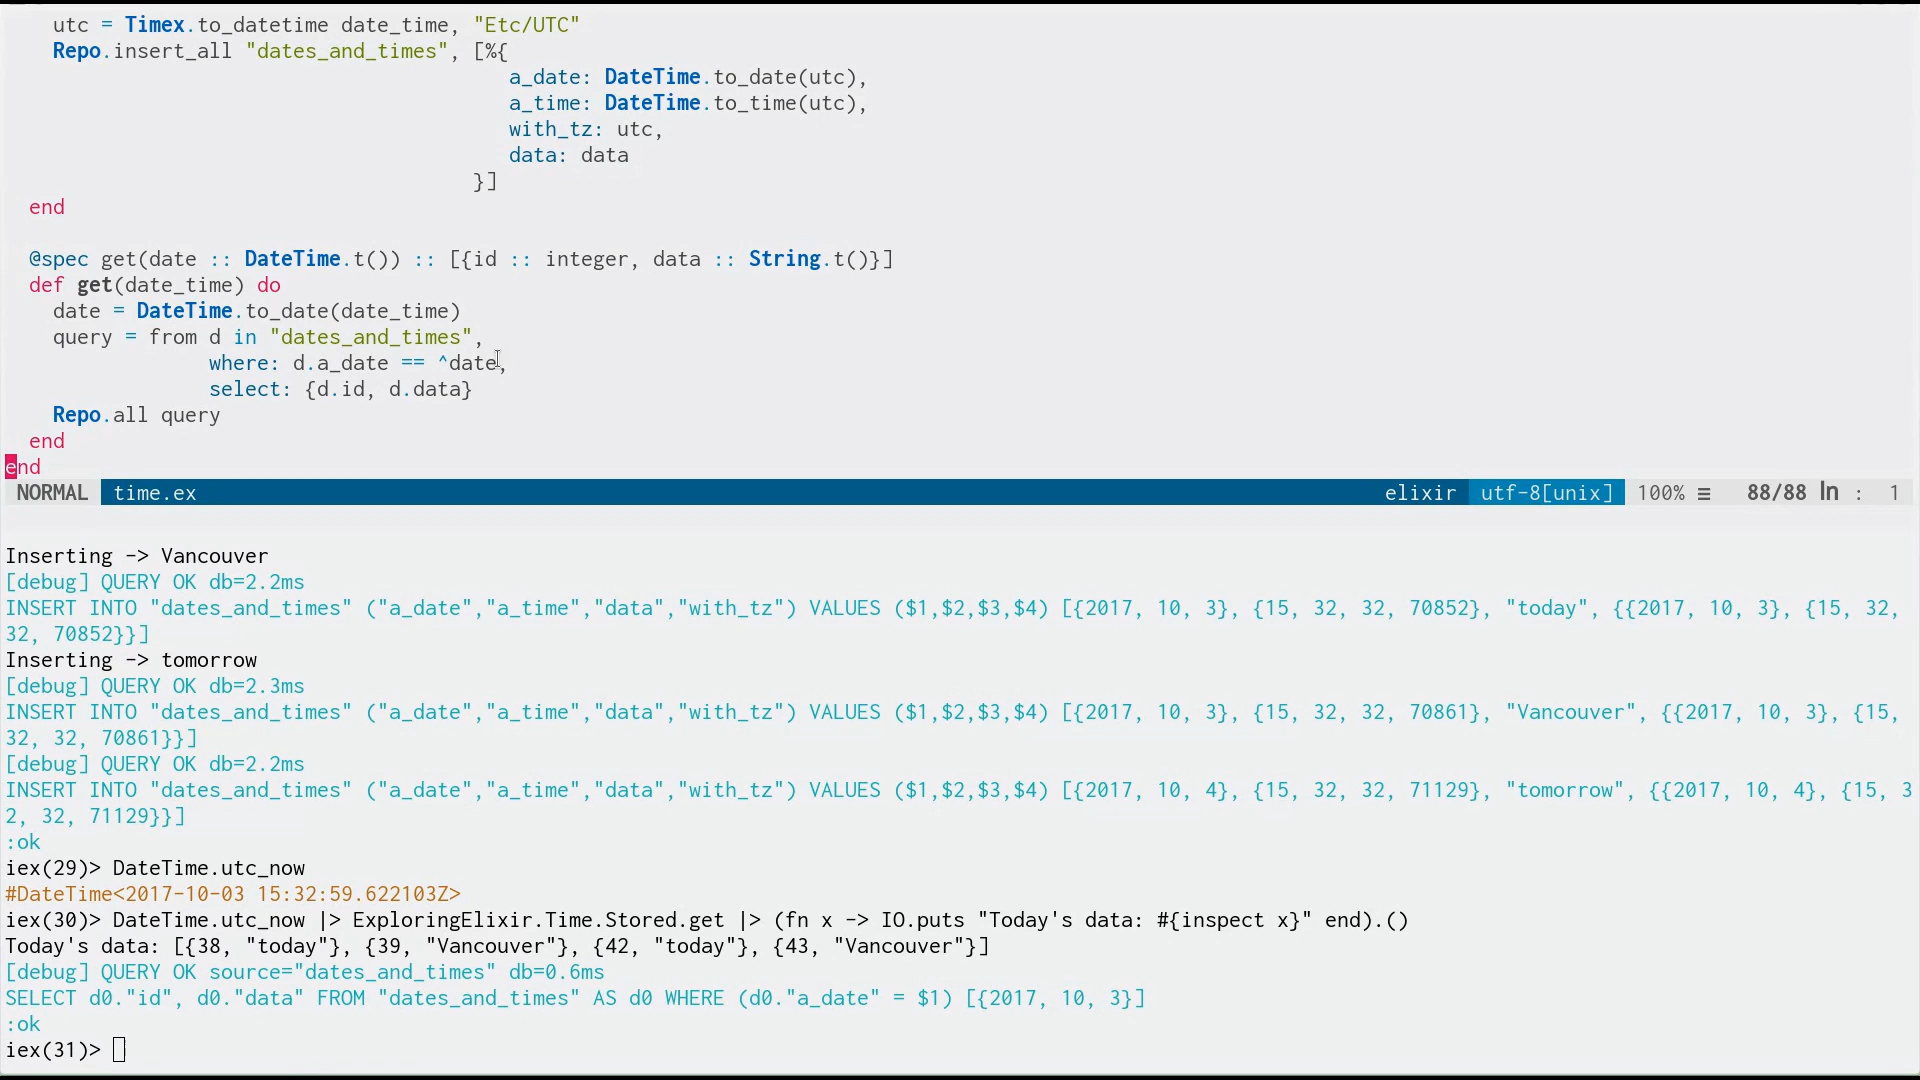 utc = Timex.to_datetime date_time, "Etc/UTC"
Repo.insert_all "dates_and_times", [%{
a_date: DateTime.to_date(utc),
a_time: DateTime.to_time(utc),
with_tz: utc,
data: data
}]
end
@spec get(date :: DateTime.t()) :: [{id :: integer, data :: String.t()}]
def get(date_time) do
date = DateTime.to_date(date_time)
query = from d in "dates_and_times",
where: d.a_date == ^date,
select: {d.id, d.data}
Repo.all query
end
end
NORMAL time.ex elixir utf-8[unix] 100% ≡ 88/88 ln : 1
Inserting -> Vancouver
[debug] QUERY OK db=2.2ms
INSERT INTO "dates_and_times" ("a_date","a_time","data","with_tz") VALUES ($1,$2,$3,$4) [{2017, 10, 3}, {15, 32, 32, 70852}, "today", {{2017, 10, 3}, {15, 32,
32, 70852}}]
Inserting -> tomorrow
[debug] QUERY OK db=2.3ms
INSERT INTO "dates_and_times" ("a_date","a_time","data","with_tz") VALUES ($1,$2,$3,$4) [{2017, 10, 3}, {15, 32, 32, 70861}, "Vancouver", {{2017, 10, 3}, {15,
32, 32, 70861}}]
[debug] QUERY OK db=2.2ms
INSERT INTO "dates_and_times" ("a_date","a_time","data","with_tz") VALUES ($1,$2,$3,$4) [{2017, 10, 4}, {15, 32, 32, 71129}, "tomorrow", {{2017, 10, 4}, {15, 3
2, 32, 71129}}]
:ok
iex(29)> DateTime.utc_now
#DateTime<2017-10-03 15:32:59.622103Z>
iex(30)> DateTime.utc_now |> ExploringElixir.Time.Stored.get |> (fn x -> IO.puts "Today's data: #{inspect x}" end).()
Today's data: [{38, "today"}, {39, "Vancouver"}, {42, "today"}, {43, "Vancouver"}]
[debug] QUERY OK source="dates_and_times" db=0.6ms
SELECT d0."id", d0."data" FROM "dates_and_times" AS d0 WHERE (d0."a_date" = $1) [{2017, 10, 3}]
:ok
iex(31)>